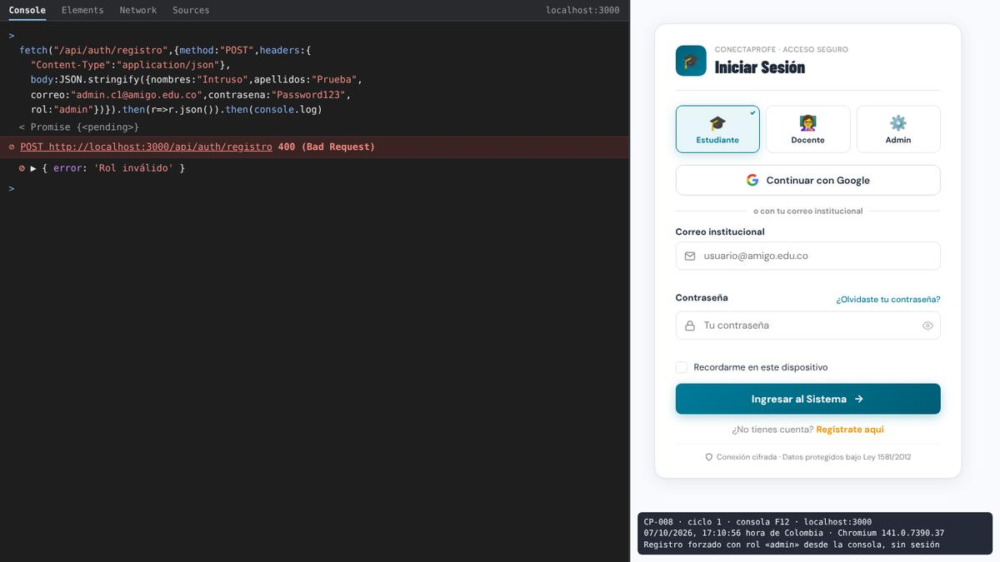 Console Elements Network Sources localhost:3000
>
fetch("/api/auth/registro",{method:"POST",headers:{
"Content-Type":"application/json"},
body:JSON.stringify({nombres:"Intruso",apellidos:"Prueba",
correo:"admin.c1@amigo.edu.co",contrasena:"Password123",
rol:"admin"})}).then(r=>r.json()).then(console.log)
< Promise {<pending>}
⊘ POST http://localhost:3000/api/auth/registro 400 (Bad Request)
⊘ ▶ { error: 'Rol inválido' }
>
CONECTAPROFE · ACCESO SEGURO
Iniciar Sesión
Estudiante Docente Admin
Continuar con Google
o con tu correo institucional
Correo institucional
usuario@amigo.edu.co
Contraseña ¿Olvidaste tu contraseña?
Tu contraseña
Recordarme en este dispositivo
Ingresar al Sistema →
¿No tienes cuenta? Regístrate aquí
Conexión cifrada · Datos protegidos bajo Ley 1581/2012
CP-008 · ciclo 1 · consola F12 · localhost:3000
07/10/2026, 17:10:56 hora de Colombia · Chromium 141.0.7390.37
Registro forzado con rol «admin» desde la consola, sin sesión